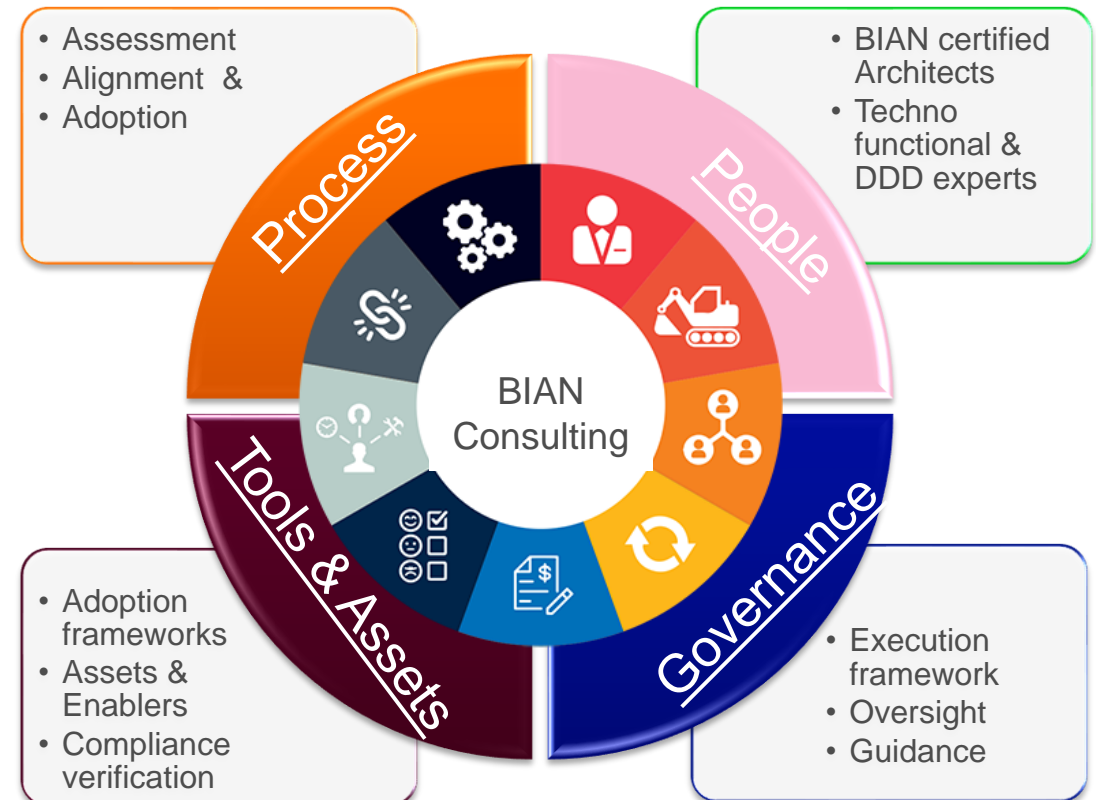 • Assessment
• Alignment &
• Adoption
Process
• BIAN certified
Architects
• Techno
functional &
DDD experts
People
BIAN
Consulting
$
Tools & Assets
• Adoption
frameworks
• Assets &
Enablers
• Compliance
verification
Governance
• Execution
framework
• Oversight
• Guidance